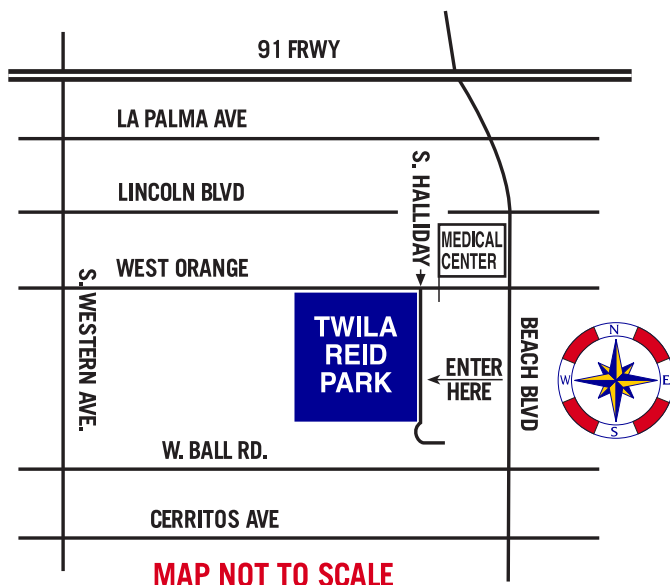 91 FRWY
LA PALMA AVE
S. HALLIDAY
LINCOLN BLVD
MEDICAL
CENTER
WEST ORANGE
S. WESTERN AVE.
TWILA
REID
PARK
ENTER
HERE
BEACH BLVD
N
W
E
S
W. BALL RD.
CERRITOS AVE
MAP NOT TO SCALE